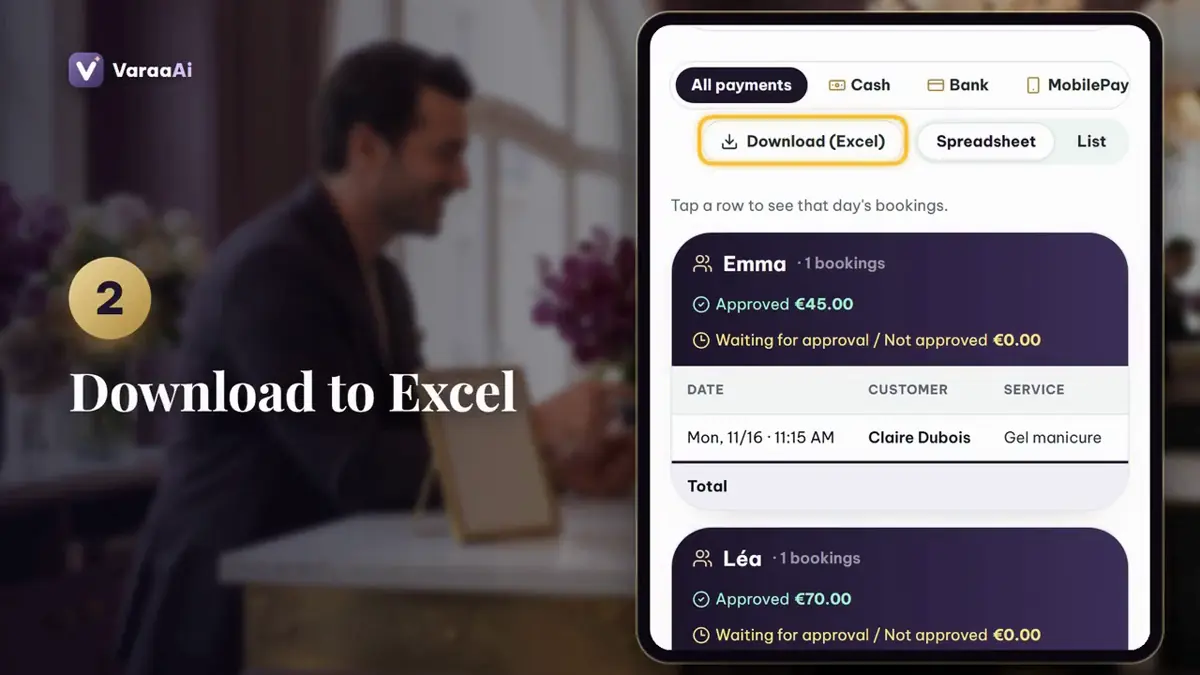 VaraaAi
2
Download to Excel
All payments Cash Bank MobilePay
Download (Excel) Spreadsheet List
Tap a row to see that day's bookings.
Emma · 1 bookings
Approved €45.00
Waiting for approval / Not approved €0.00
DATE CUSTOMER SERVICE
Mon, 11/16 · 11:15 AM Claire Dubois Gel manicure
Total
Léa · 1 bookings
Approved €70.00
Waiting for approval / Not approved €0.00